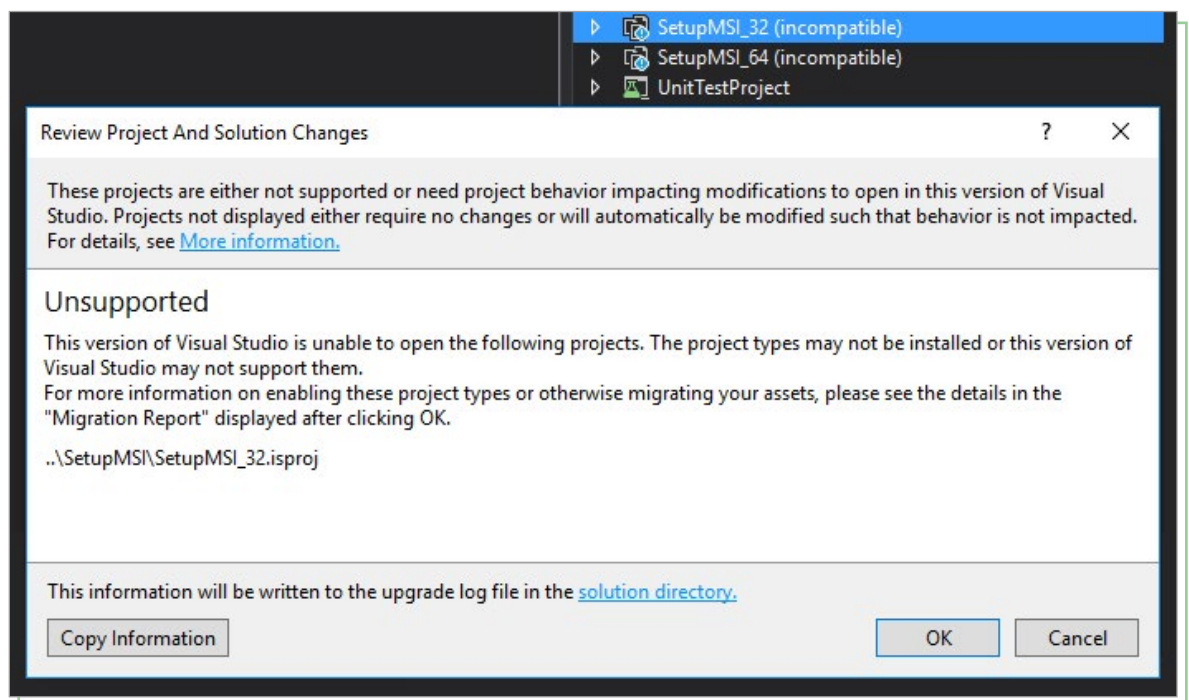 SetupMSI_32 (incompatible)
SetupMSI_64 (incompatible)
UnitTestProject
Review Project And Solution Changes
?
These projects are either not supported or need project behavior impacting modifications to open in this version of Visual
Studio. Projects not displayed either require no changes or will automatically be modified such that behavior is not impacted.
For details, see More information.
Unsupported
This version of Visual Studio is unable to open the following projects. The project types may not be installed or this version of
Visual Studio may not support them.
For more information on enabling these project types or otherwise migrating your assets, please see the details in the
"Migration Report" displayed after clicking OK.
..\SetupMSI\SetupMSI_32.isproj
This information will be written to the upgrade log file in the solution directory.
Copy Information
OK
Cancel